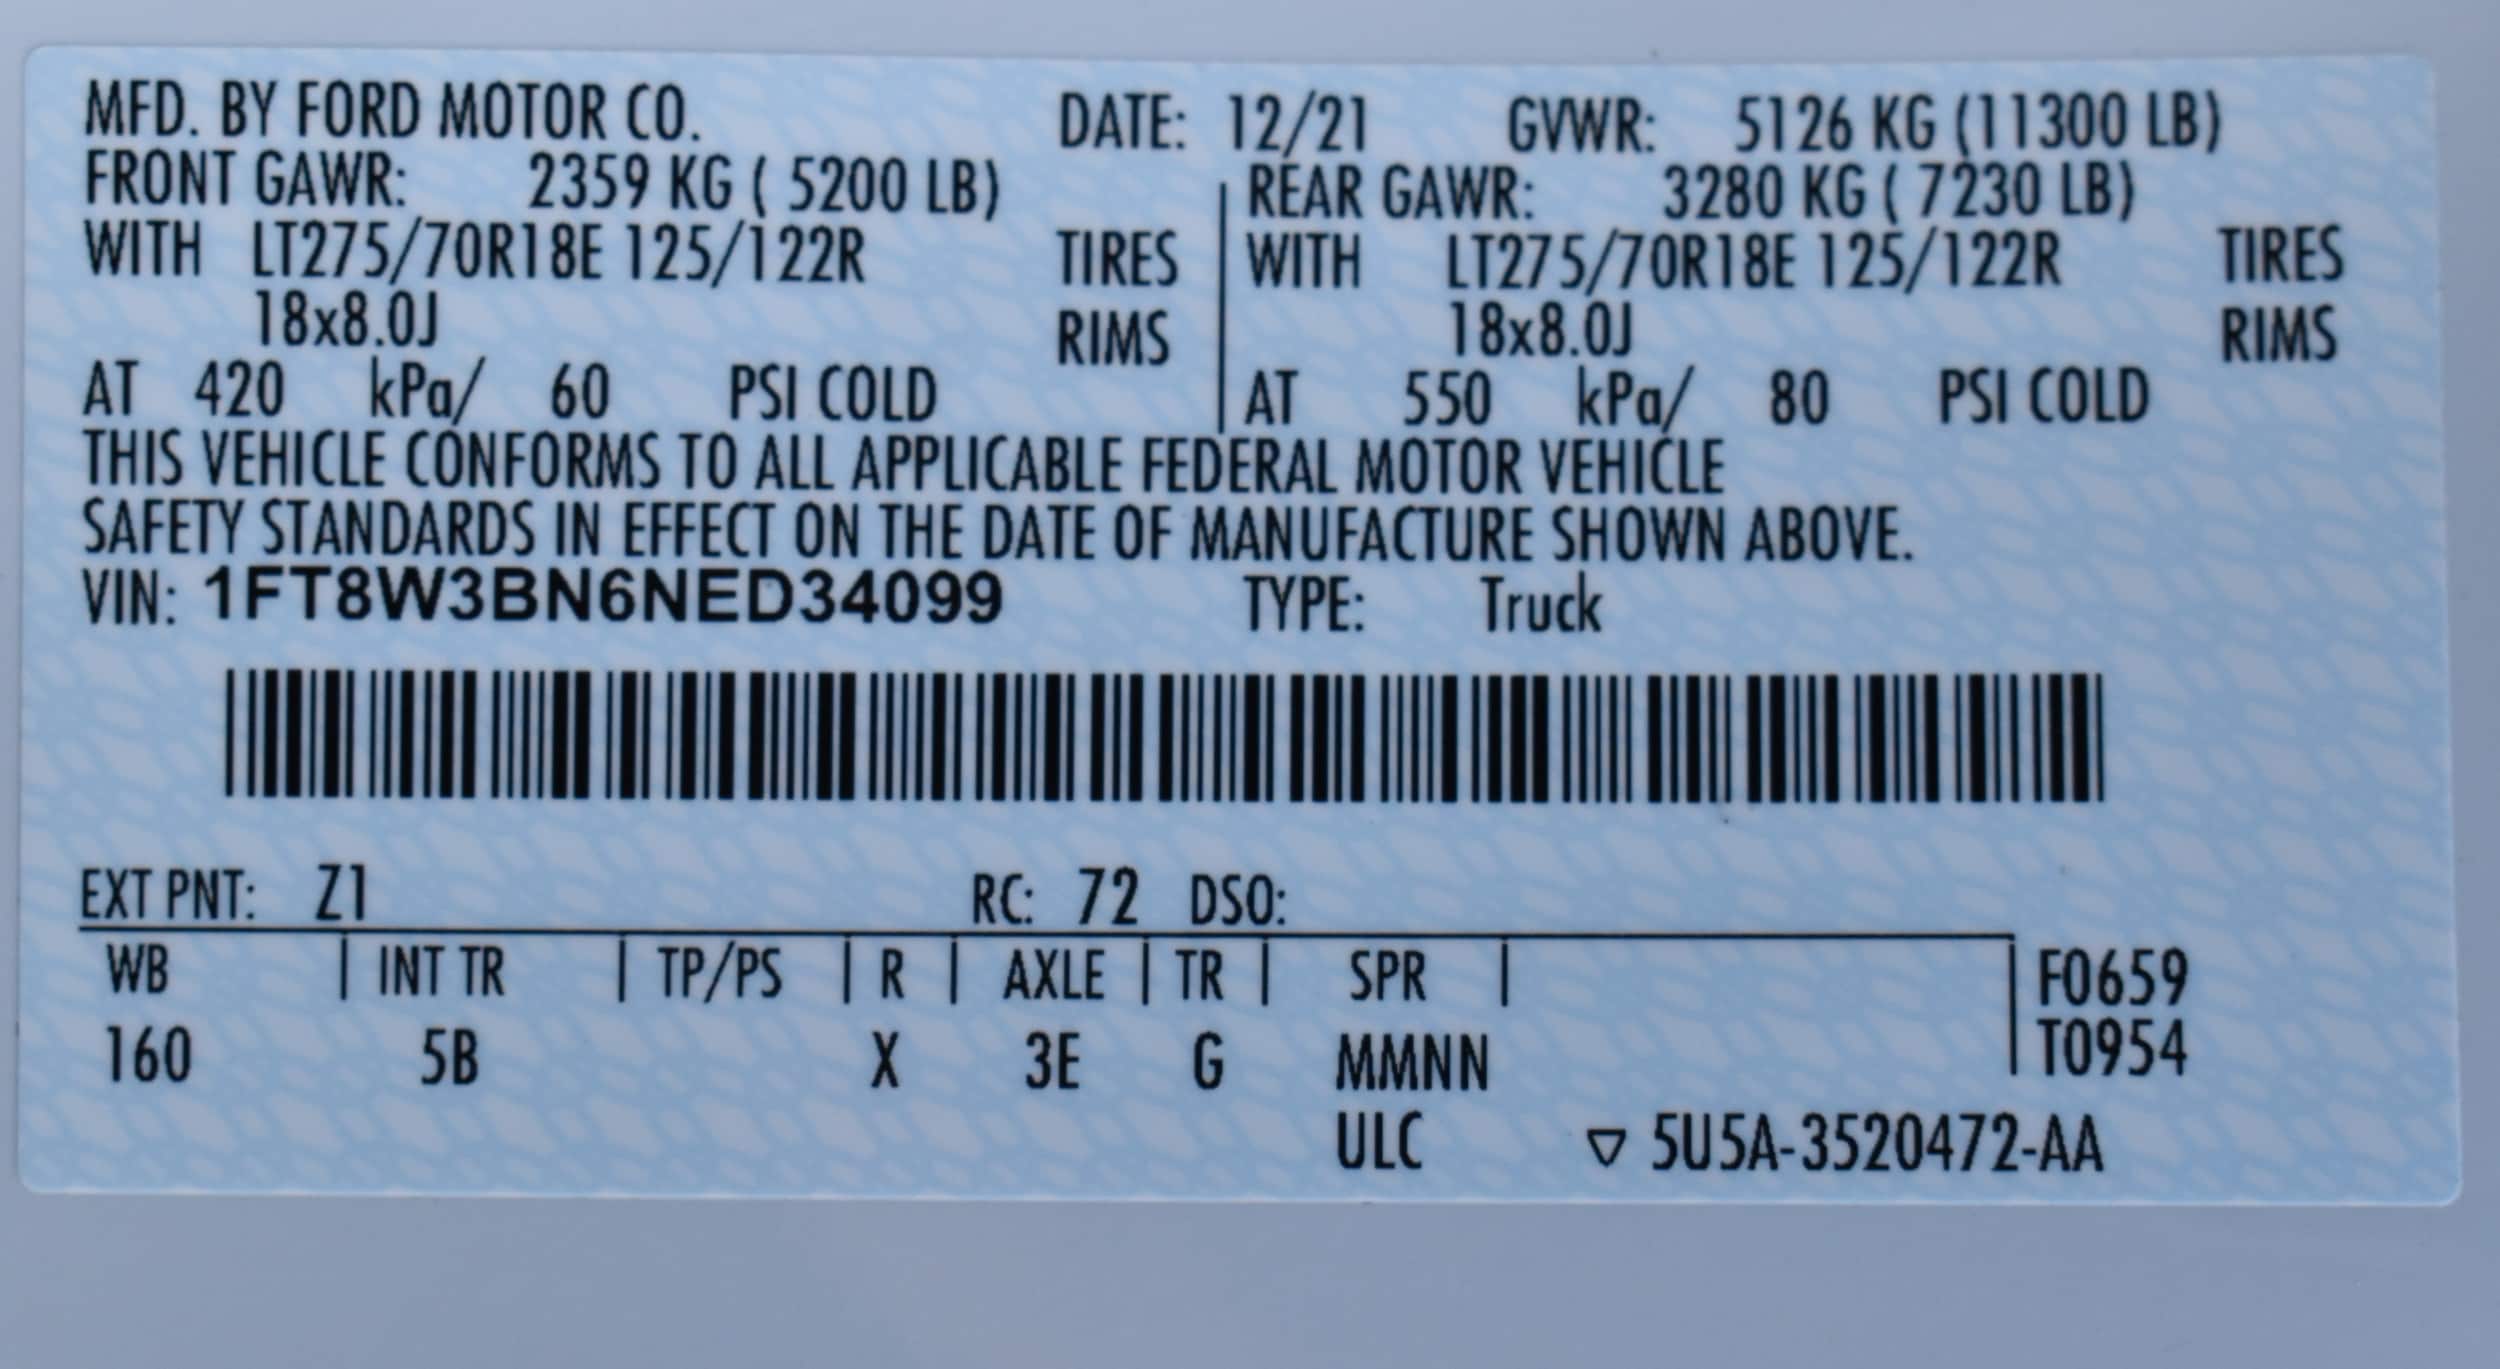 MFD. BY FORD MOTOR CO. DATE: 12/21 GVWR: 5126 KG (11300 LB)
FRONT GAWR: 2359 KG ( 5200 LB) REAR GAWR: 3280 KG ( 7230 LB)
WITH LT275/70R18E 125/122R TIRES WITH LT275/70R18E 125/122R TIRES
18x8.0J RIMS 18x8.0J RIMS
AT 420 kPa/ 60 PSI COLD AT 550 kPa/ 80 PSI COLD
THIS VEHICLE CONFORMS TO ALL APPLICABLE FEDERAL MOTOR VEHICLE
SAFETY STANDARDS IN EFFECT ON THE DATE OF MANUFACTURE SHOWN ABOVE.
VIN: 1FT8W3BN6NED34099 TYPE: Truck
EXT PNT: Z1 RC: 72 DSO:
WB | INT TR | TP/PS | R | AXLE | TR | SPR | F0659
160 5B X 3E G MMNN T0954
ULC ▽ 5U5A-3520472-AA